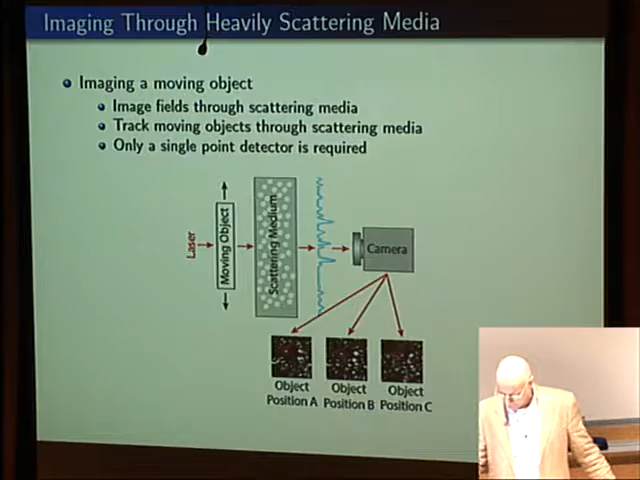 Imaging Through Heavily Scattering Media
Imaging a moving object
Image fields through scattering media
Track moving objects through scattering media
Only a single point detector is required
Laser
Moving Object
Scattering Medium
Camera
Object
Position A
Object
Position B
Object
Position C